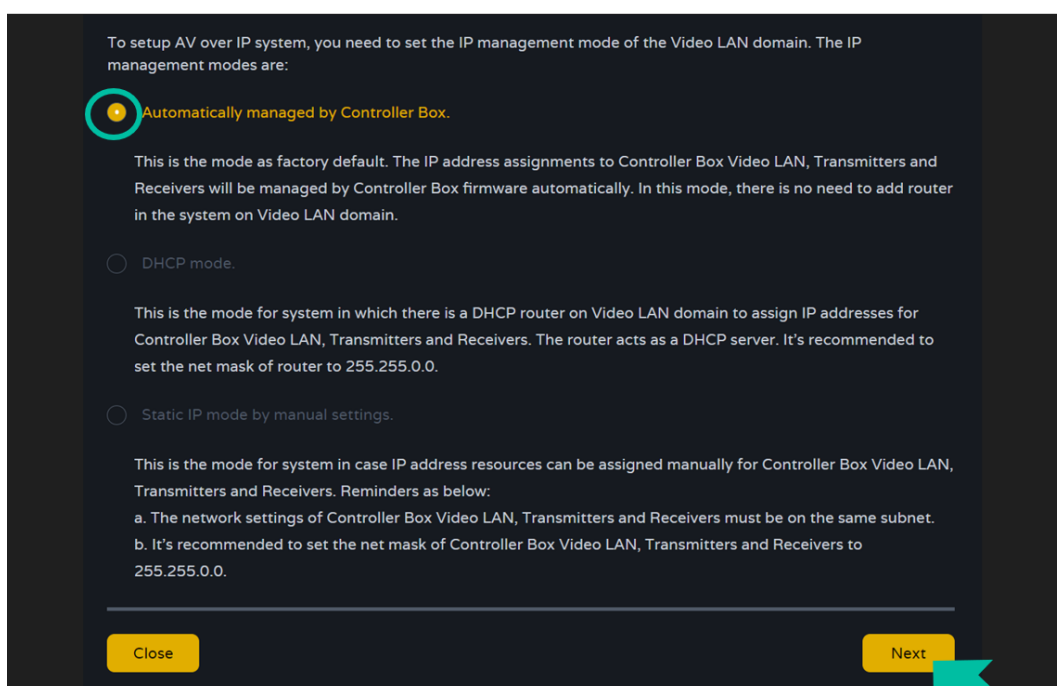 To setup AV over IP system, you need to set the IP management mode of the Video LAN domain. The IP
management modes are:
Automatically managed by Controller Box.
This is the mode as factory default. The IP address assignments to Controller Box Video LAN, Transmitters and
Receivers will be managed by Controller Box firmware automatically. In this mode, there is no need to add router
in the system on Video LAN domain.
DHCP mode.
This is the mode for system in which there is a DHCP router on Video LAN domain to assign IP addresses for
Controller Box Video LAN, Transmitters and Receivers. The router acts as a DHCP server. It's recommended to
set the net mask of router to 255.255.0.0.
Static IP mode by manual settings.
This is the mode for system in case IP address resources can be assigned manually for Controller Box Video LAN,
Transmitters and Receivers. Reminders as below:
a. The network settings of Controller Box Video LAN, Transmitters and Receivers must be on the same subnet.
b. It's recommended to set the net mask of Controller Box Video LAN, Transmitters and Receivers to
255.255.0.0.
Close
Next